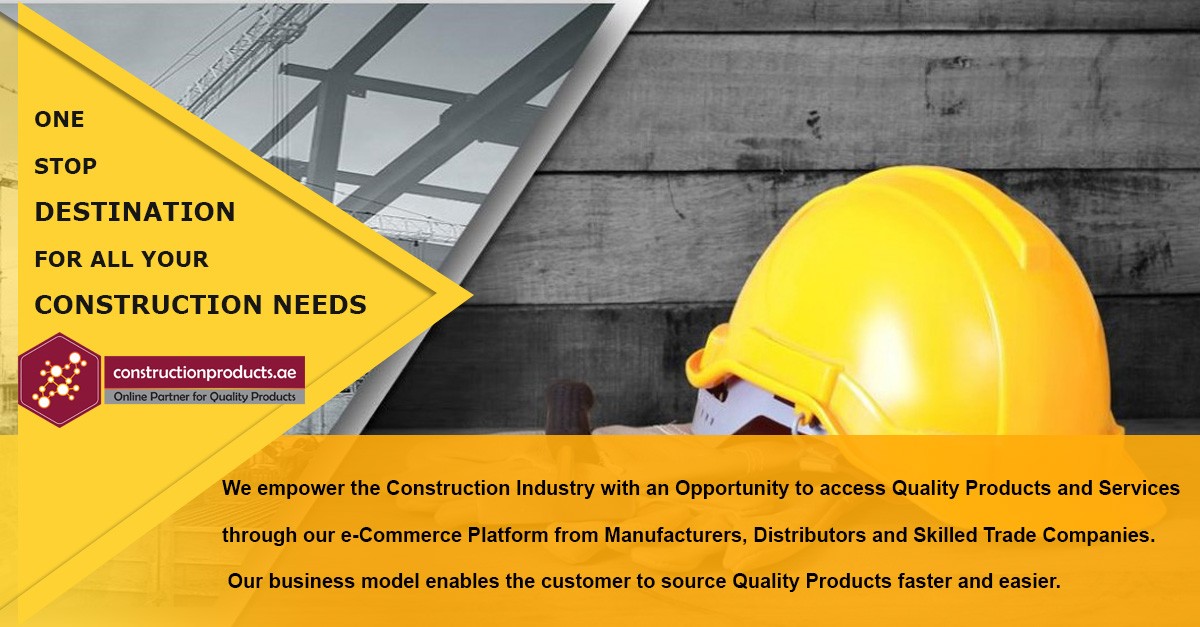 ONE
STOP
DESTINATION
FOR ALL YOUR
CONSTRUCTION NEEDS
constructionproducts.ae
Online Partner for Quality Products
We empower the Construction Industry with an Opportunity to access Quality Products and Services
through our e-Commerce Platform from Manufacturers, Distributors and Skilled Trade Companies.
Our business model enables the customer to source Quality Products faster and easier.